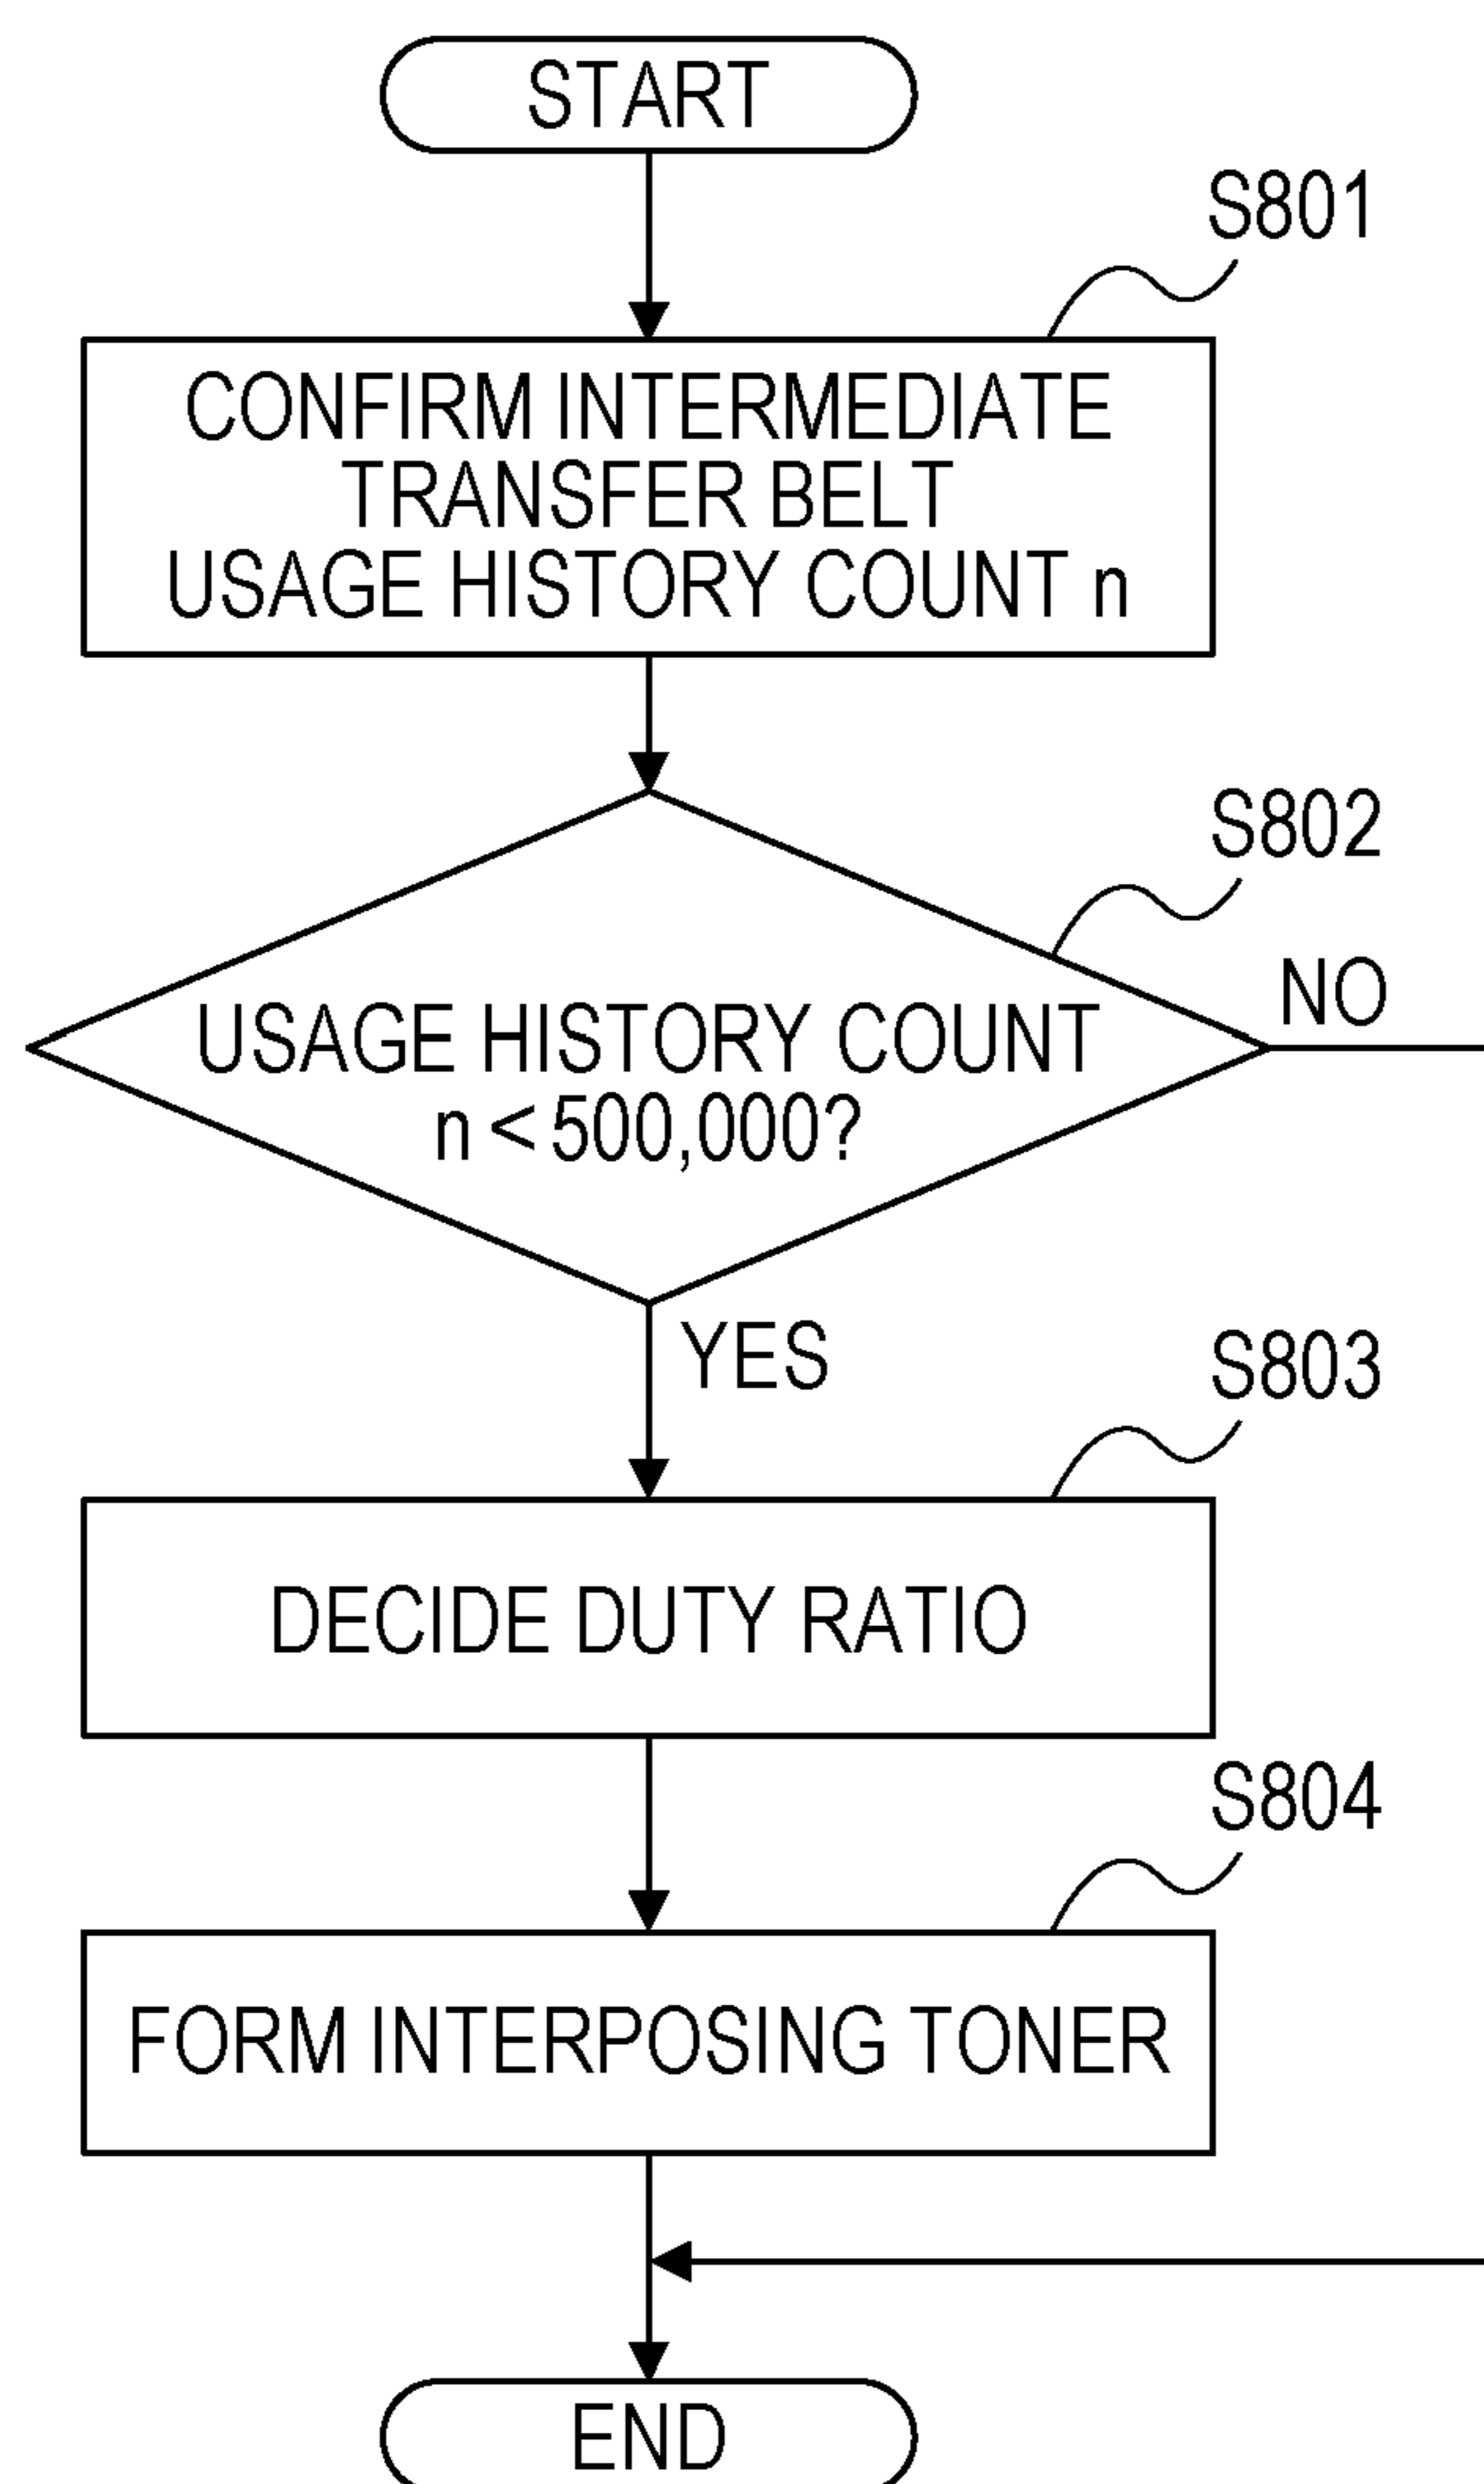 START
S801
CONFIRM INTERMEDIATE
TRANSFER BELT
USAGE HISTORY COUNT n
S802
NO
USAGE HISTORY COUNT
n < 500,000?
YES
S803
DECIDE DUTY RATIO
S804
FORM INTERPOSING TONER
END